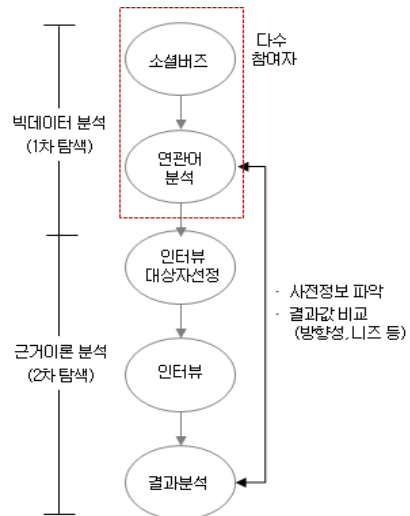 소셜버즈
다수
참여자
빅데이터 분석
(1차 탐색)
연관어
분석
인터뷰
대상자선정
· 사전정보 파악
· 결과값 비교
(방향성, 니즈 등)
근거이론 분석
(2차 탐색)
인터뷰
결과분석